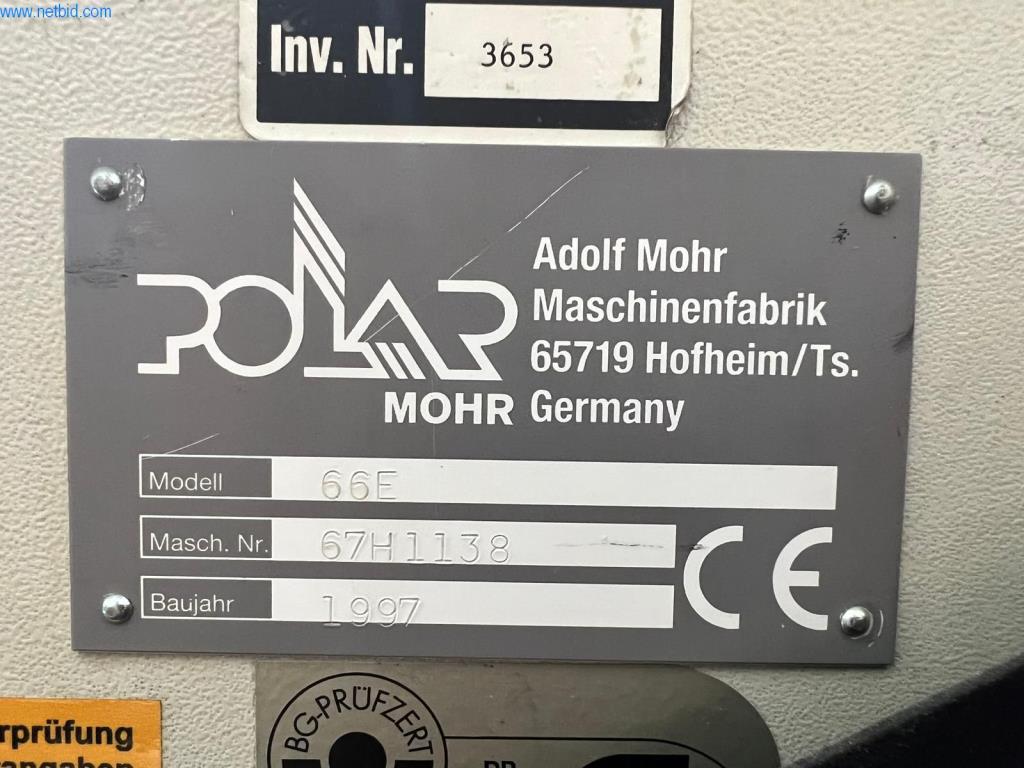 www.netbid.com
Inv. Nr. 3653
POLAR
MOHR
Adolf Mohr
Maschinenfabrik
65719 Hofheim/Ts.
Germany
Modell 66E
Masch. Nr. 67H1138
Baujahr 1997
CE
BG-PRÜFZERT
rprüfung